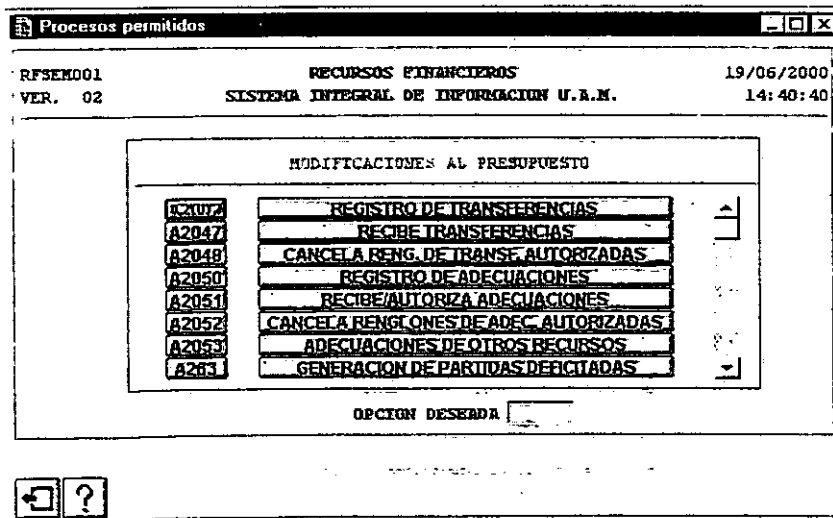 Procesos permitidos
RFSEM001 RECURSOS FINANCIEROS 19/06/2000
VER. 02 SISTEMA INTEGRAL DE INFORMACION U.A.M. 14:40:40
MODIFICACIONES AL PRESUPUESTO
REGISTRO DE TRANSFERENCIAS
A2047 RECIBE TRANSFERENCIAS
A2048 CANCELA RENG. DE TRANSF. AUTORIZADAS
A2050 REGISTRO DE ADECUACIONES
A2051 RECIBE/AUTORIZA ADECUACIONES
A2052 CANCELA RENGLONES DE ADEC. AUTORIZADAS
A2053 ADECUACIONES DE OTROS RECURSOS
A263 GENERACION DE PARTIDAS DEFICITADAS
OPCION DESEADA
?